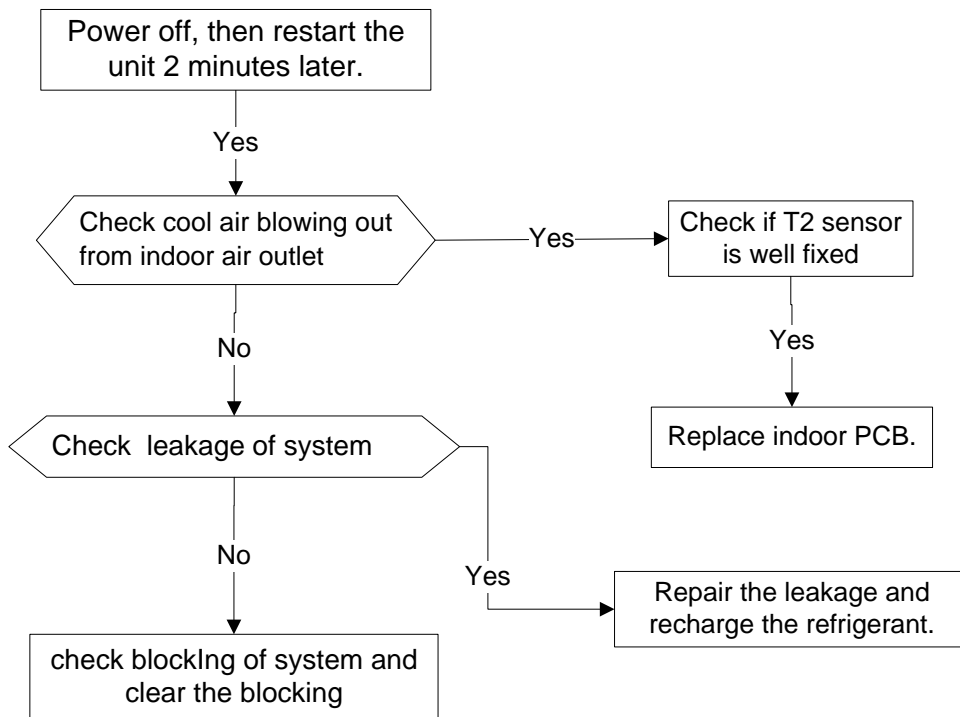 Power off, then restart the
unit 2 minutes later.
Yes
Check cool air blowing out
from indoor air outlet
Yes
Check if T2 sensor
is well fixed
No
Yes
Check leakage of system
Replace indoor PCB.
No
Yes
Repair the leakage and
recharge the refrigerant.
check blockIng of system and
clear the blocking